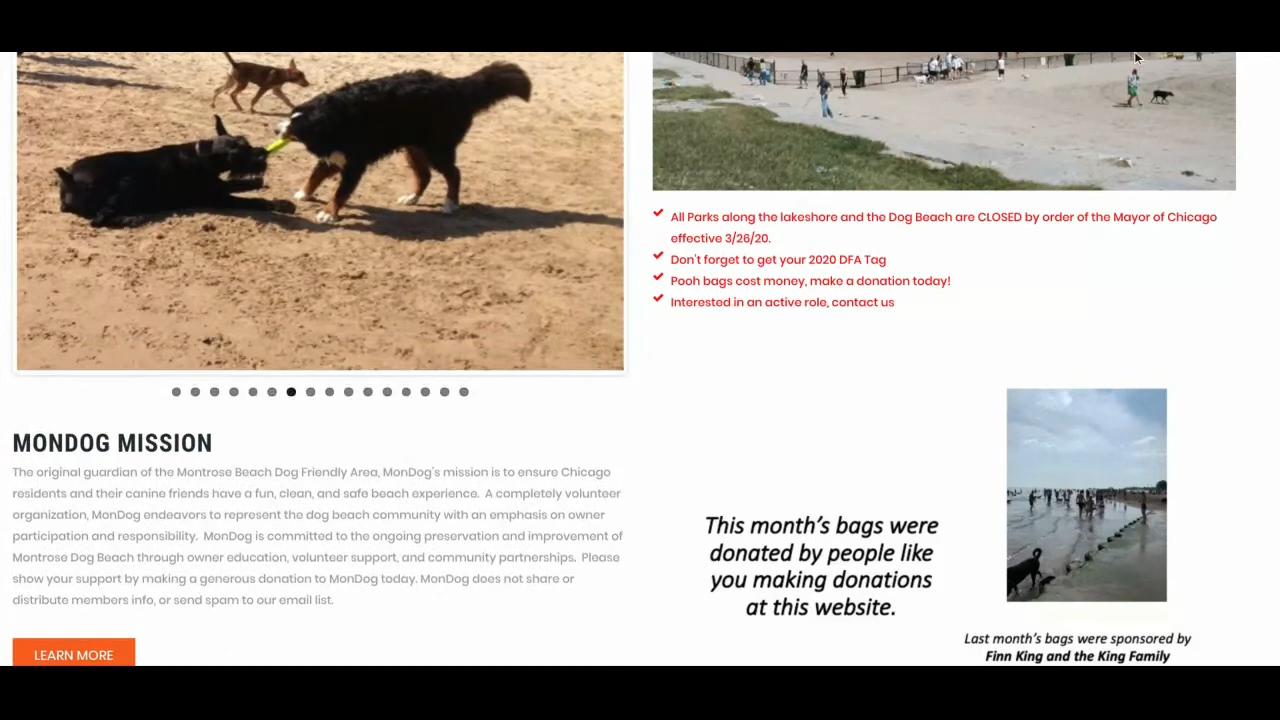 All Parks along the lakeshore and the Dog Beach are CLOSED by order of the Mayor of Chicago
effective 3/26/20.
Don't forget to get your 2020 DFA Tag
Pooh bags cost money, make a donation today!
Interested in an active role, contact us
MONDOG MISSION
The original guardian of the Montrose Beach Dog Friendly Area, MonDog's mission is to ensure Chicago
residents and their canine friends have a fun, clean, and safe beach experience.  A completely volunteer
organization, MonDog endeavors to represent the dog beach community with an emphasis on owner
participation and responsibility.  MonDog is committed to the ongoing preservation and improvement of
Montrose Dog Beach through owner education, volunteer support, and community partnerships.  Please
show your support by making a generous donation to MonDog today. MonDog does not share or
distribute members info, or send spam to our email list.
LEARN MORE
This month's bags were
donated by people like
you making donations
at this website.
Last month's bags were sponsored by
Finn King and the King Family